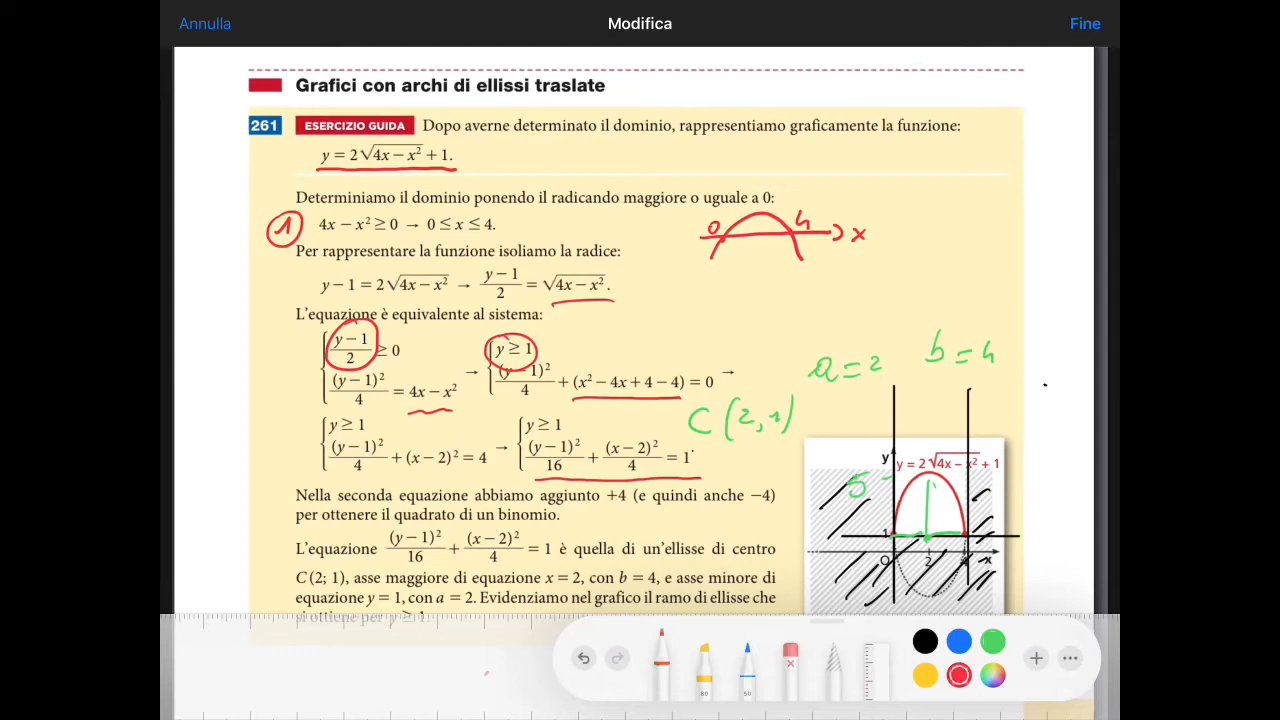 Annulla Modifica Fine
Grafici con archi di ellissi traslate
261 ESERCIZIO GUIDA Dopo averne determinato il dominio, rappresentiamo graficamente la funzione:
y = 2√(4x − x²) + 1.
Determiniamo il dominio ponendo il radicando maggiore o uguale a 0:
1 4x − x² ≥ 0 → 0 ≤ x ≤ 4.
0 4 x
Per rappresentare la funzione isoliamo la radice:
y − 1 = 2√(4x − x²) → (y − 1)/2 = √(4x − x²).
L'equazione è equivalente al sistema:
{ (y − 1)/2 ≥ 0 → { y ≥ 1
(y − 1)²/4 = 4x − x² (y − 1)²/4 + (x² − 4x + 4 − 4) = 0 →
a = 2 b = 4
C (2, 1)
{ y ≥ 1 → { y ≥ 1
(y − 1)²/4 + (x − 2)² = 4 (y − 1)²/16 + (x − 2)²/4 = 1
Nella seconda equazione abbiamo aggiunto +4 (e quindi anche −4)
per ottenere il quadrato di un binomio.
L'equazione (y − 1)²/16 + (x − 2)²/4 = 1 è quella di un'ellisse di centro
C(2; 1), asse maggiore di equazione x = 2, con b = 4, e asse minore di
equazione y = 1, con a = 2. Evidenziamo nel grafico il ramo di ellisse che
si ottiene per y ≥ 1.
y
y = 2√(4x − x²) + 1
5
1
O 2 x
80 50